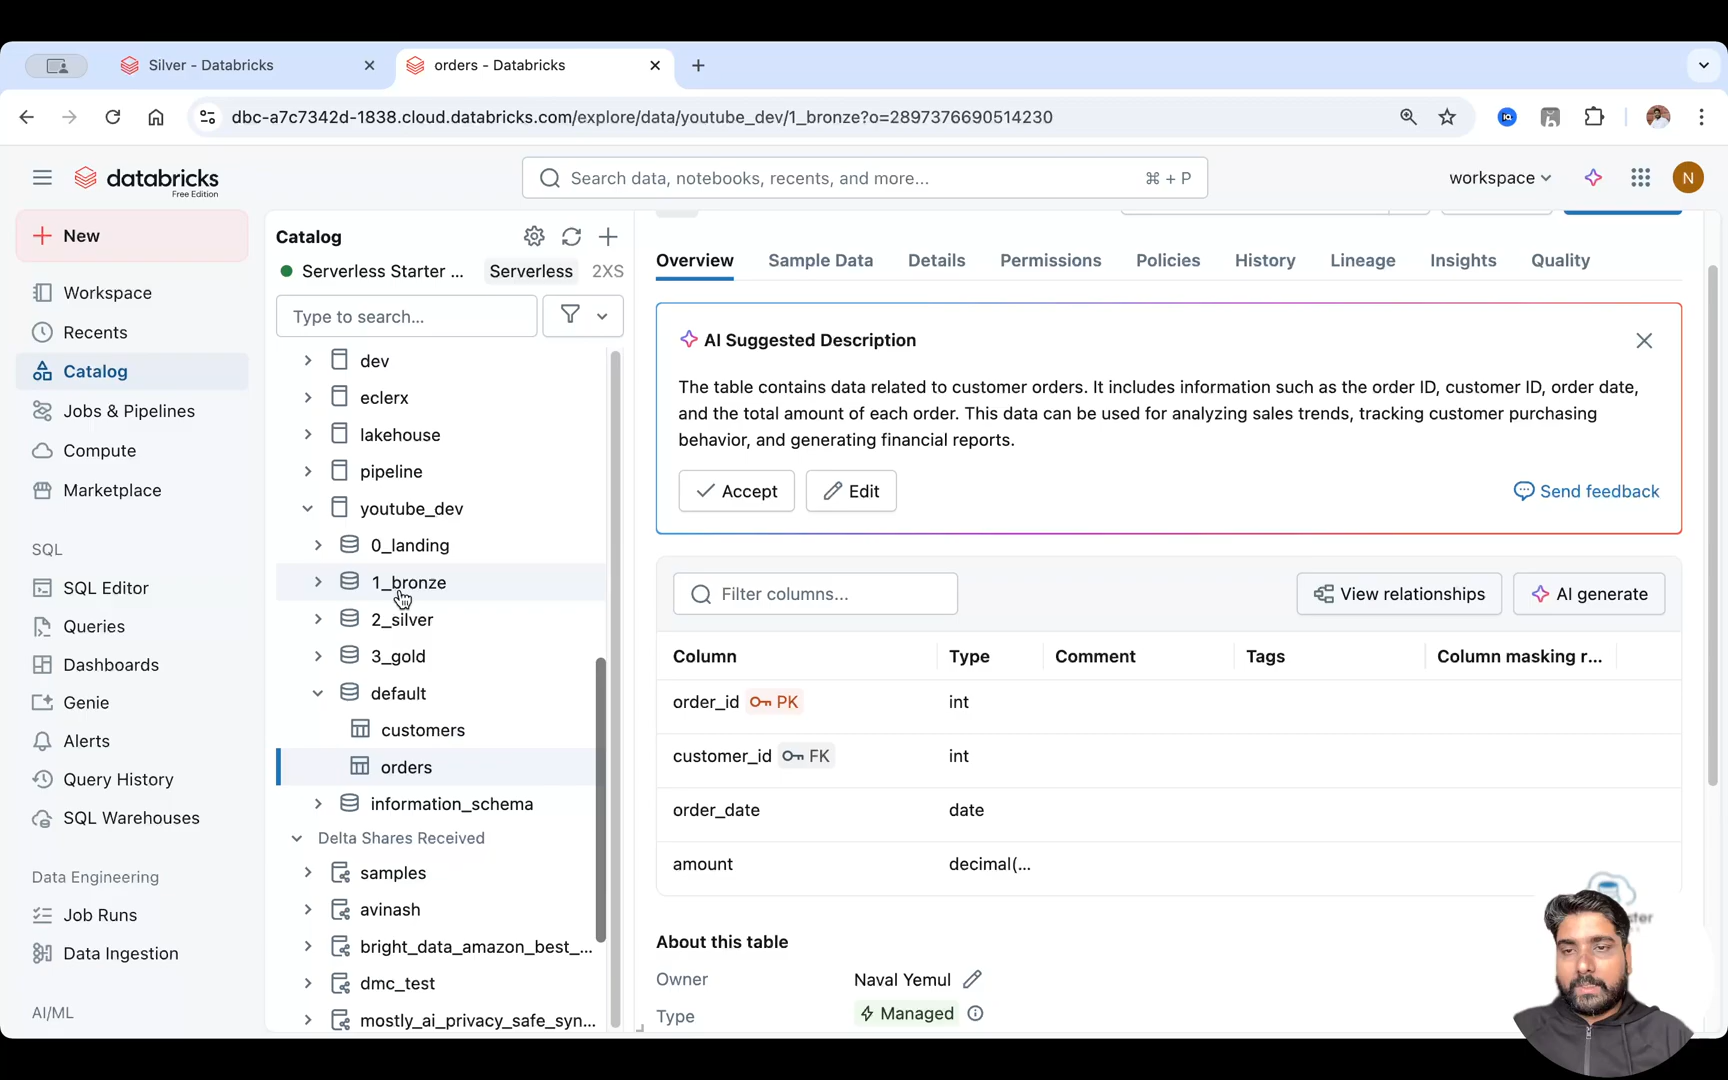 Silver - Databricks
orders - Databricks
dbc-a7c7342d-1838.cloud.databricks.com/explore/data/youtube_dev/1_bronze?o=2897376690514230
databricks
Free Edition
Search data, notebooks, recents, and more...
⌘ + P
workspace
N
New
Workspace
Recents
Catalog
Jobs & Pipelines
Compute
Marketplace
SQL
SQL Editor
Queries
Dashboards
Genie
Alerts
Query History
SQL Warehouses
Data Engineering
Job Runs
Data Ingestion
AI/ML
Catalog
Serverless Starter ...
Serverless
2XS
Type to search...
dev
eclerx
lakehouse
pipeline
youtube_dev
0_landing
1_bronze
2_silver
3_gold
default
customers
orders
information_schema
Delta Shares Received
samples
avinash
bright_data_amazon_best_...
dmc_test
mostly_ai_privacy_safe_syn...
Overview
Sample Data
Details
Permissions
Policies
History
Lineage
Insights
Quality
AI Suggested Description
The table contains data related to customer orders. It includes information such as the order ID, customer ID, order date,
and the total amount of each order. This data can be used for analyzing sales trends, tracking customer purchasing
behavior, and generating financial reports.
Accept
Edit
Send feedback
Filter columns...
View relationships
AI generate
Column
Type
Comment
Tags
Column masking r...
order_id PK
int
customer_id FK
int
order_date
date
amount
decimal(...
About this table
Owner
Naval Yemul
Type
Managed